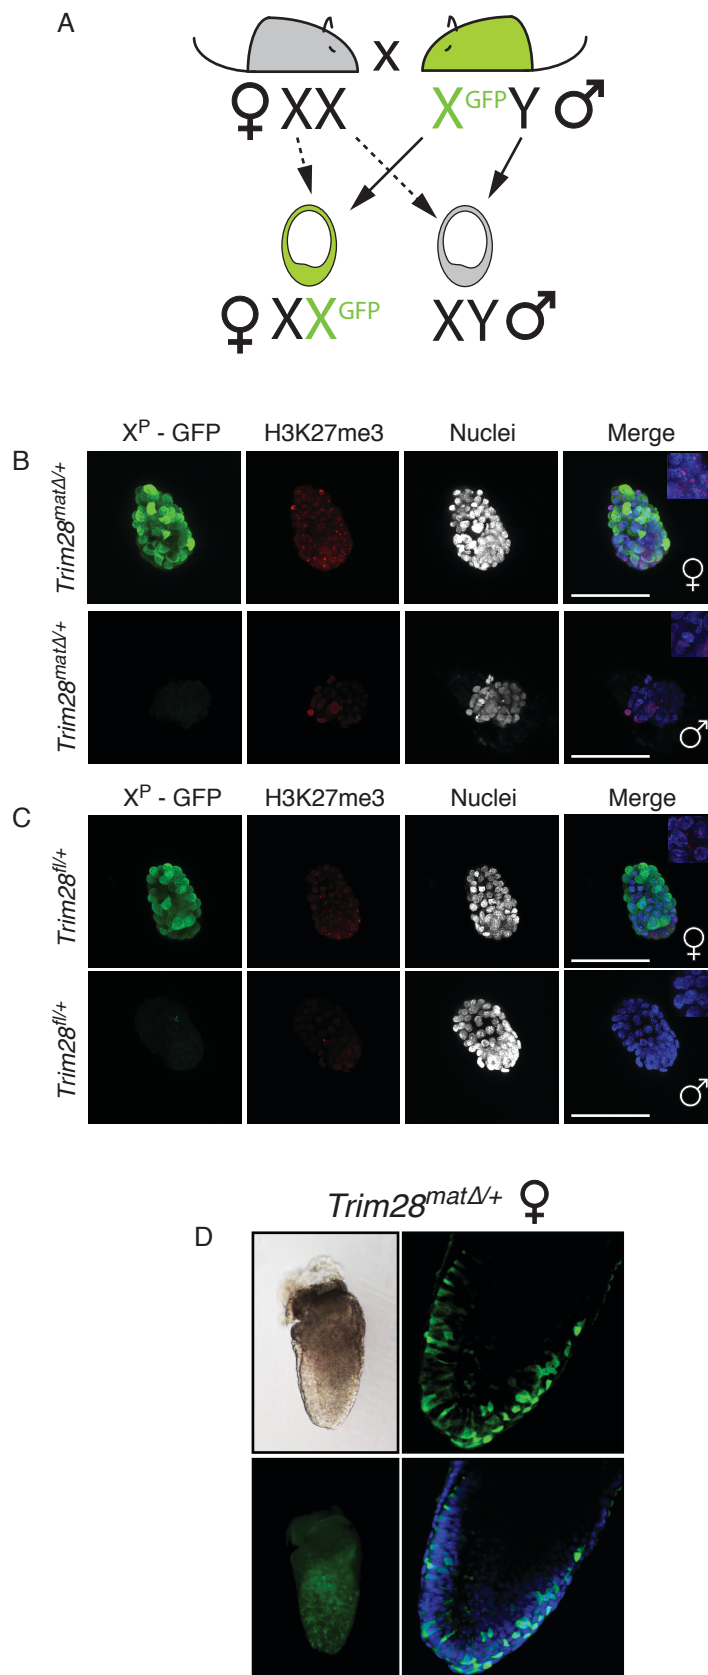 A
X
♀ XX
X^GFP Y ♂
♀ XX^GFP
XY ♂
X^P - GFP H3K27me3 Nuclei Merge
B
Trim28^matΔ/+
♀
Trim28^matΔ/+
♂
X^P - GFP H3K27me3 Nuclei Merge
C
Trim28^fl/+
♀
Trim28^fl/+
♂
Trim28^matΔ/+ ♀
D